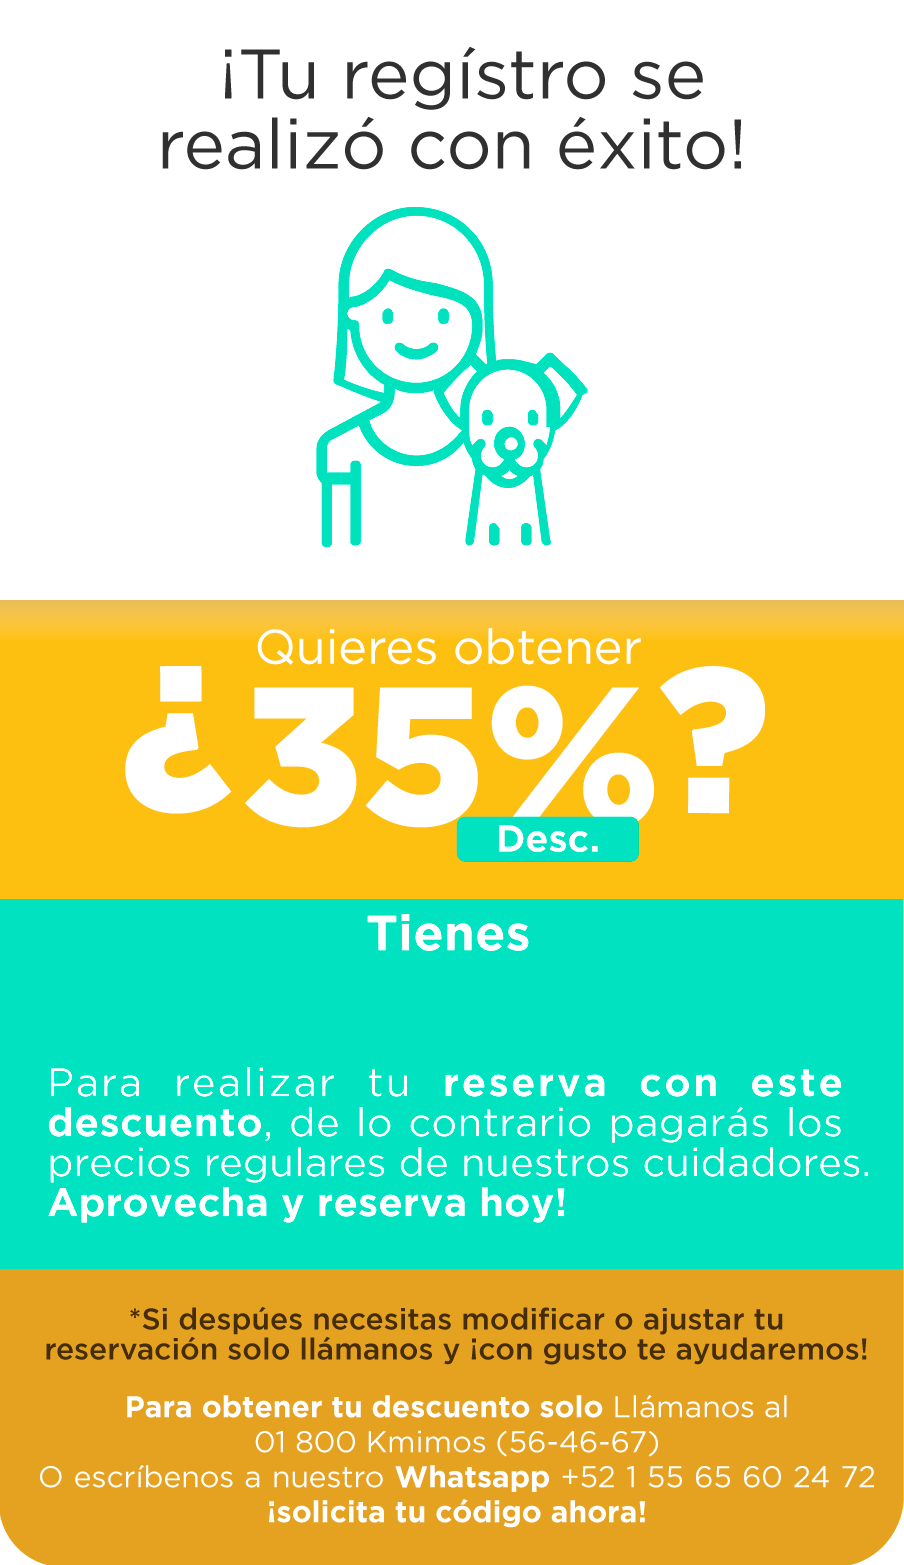 ¡Tu regístro se
realizó con éxito!
Quieres obtener
¿35%?
Desc.
Tienes
Para realizar tu reserva con este
descuento, de lo contrario pagarás los
precios regulares de nuestros cuidadores.
Aprovecha y reserva hoy!
*Si despúes necesitas modificar o ajustar tu
reservación solo llámanos y ¡con gusto te ayudaremos!
Para obtener tu descuento solo Llámanos al
01 800 Kmimos (56-46-67)
O escríbenos a nuestro Whatsapp +52 1 55 65 60 24 72
¡solicita tu código ahora!